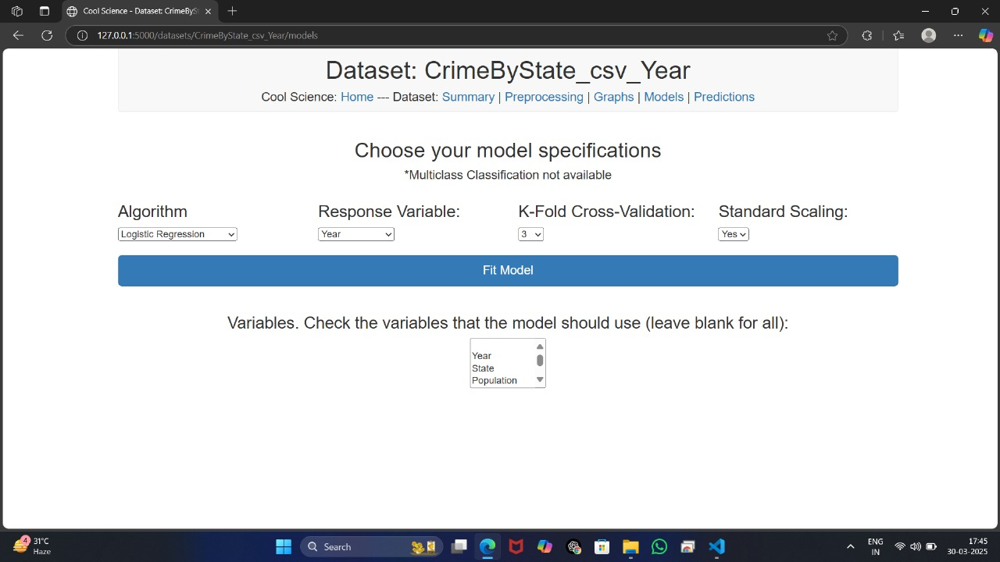 Cool Science - Dataset: CrimeBySt
127.0.0.1:5000/datasets/CrimeByState_csv_Year/models
Dataset: CrimeByState_csv_Year
Cool Science: Home --- Dataset: Summary | Preprocessing | Graphs | Models | Predictions
Choose your model specifications
*Multiclass Classification not available
Algorithm
Response Variable:
K-Fold Cross-Validation:
Standard Scaling:
Logistic Regression
Year
3
Yes
Fit Model
Variables. Check the variables that the model should use (leave blank for all):
Year
State
Population
4
31°C
Haze
Search
ENG
IN
17:45
30-03-2025